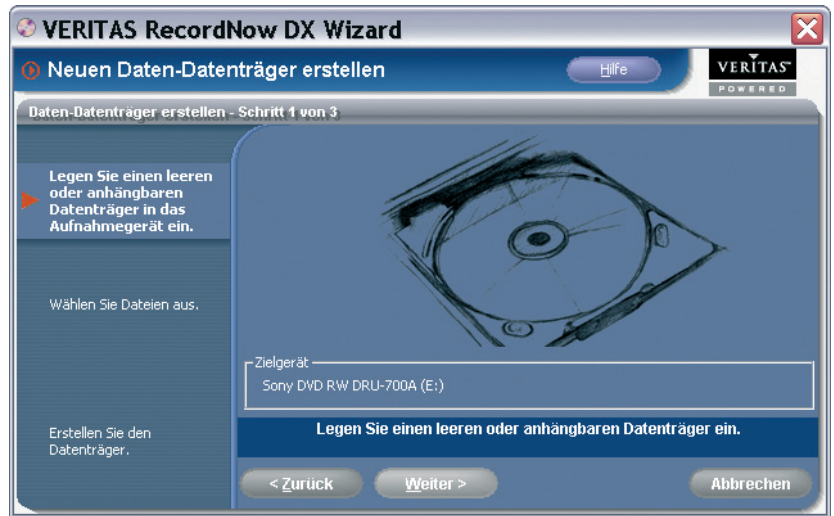 VERITAS RecordNow DX Wizard
Neuen Daten-Datenträger erstellen
Hilfe
VERITAS™
POWERED
Daten-Datenträger erstellen - Schritt 1 von 3
Legen Sie einen leeren
oder anhängbaren
Datenträger in das
Aufnahmegerät ein.
Wählen Sie Dateien aus.
Erstellen Sie den
Datenträger.
Zielgerät
Sony DVD RW DRU-700A (E:)
Legen Sie einen leeren oder anhängbaren Datenträger ein.
< Zurück
Weiter >
Abbrechen